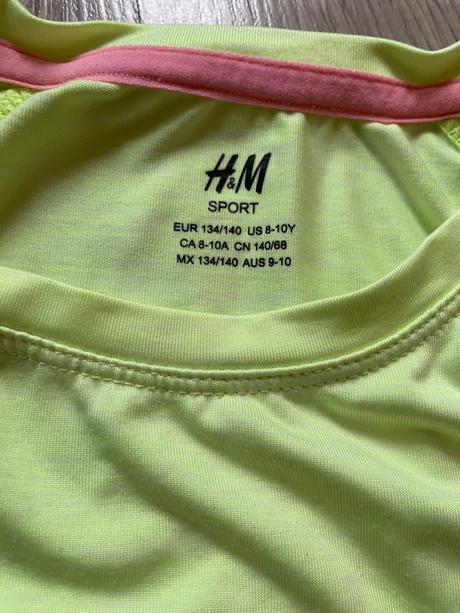 H&M
SPORT
EUR 134/140 US 8-10Y
CA 8-10A CN 140/68
MX 134/140 AUS 9-10